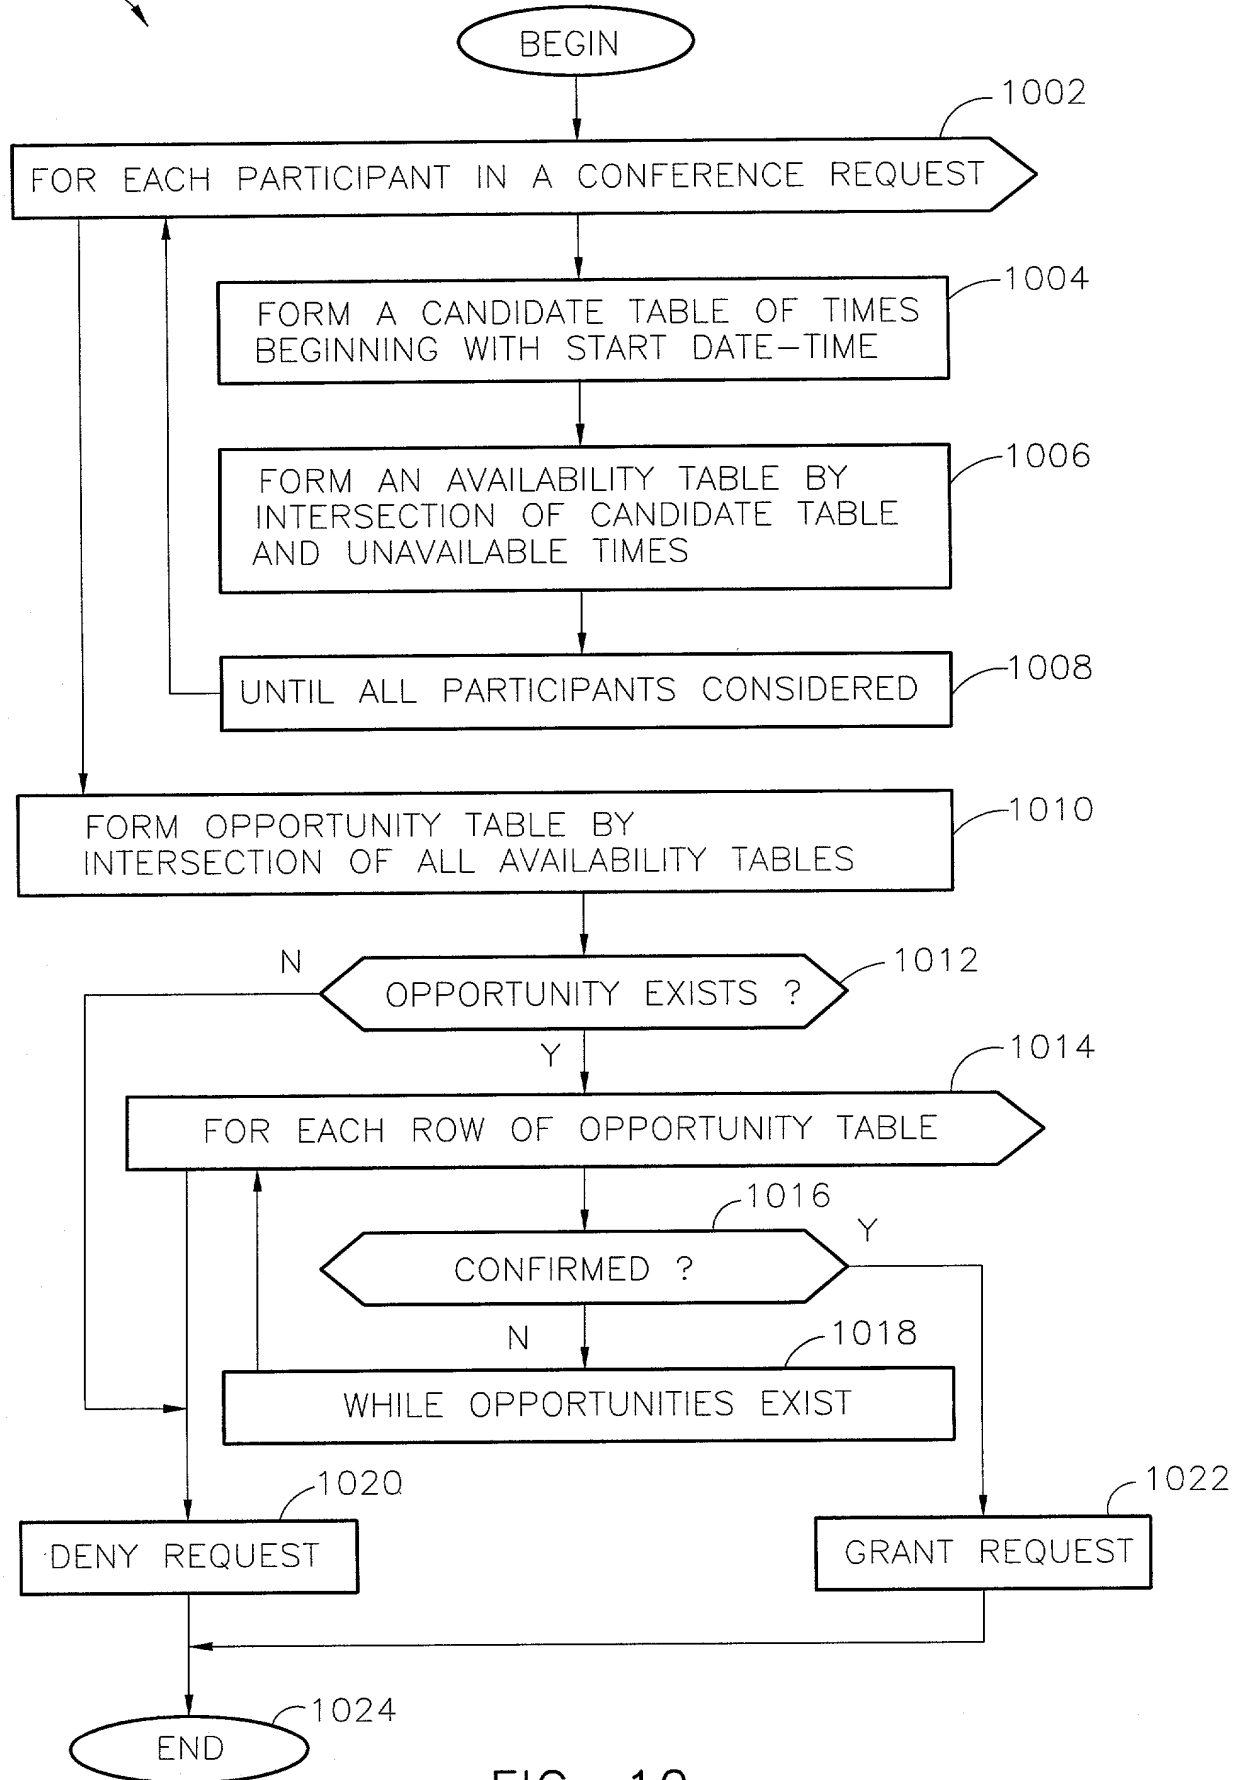 BEGIN
1002
FOR EACH PARTICIPANT IN A CONFERENCE REQUEST
1004
FORM A CANDIDATE TABLE OF TIMES
BEGINNING WITH START DATE-TIME
1006
FORM AN AVAILABILITY TABLE BY
INTERSECTION OF CANDIDATE TABLE
AND UNAVAILABLE TIMES
1008
UNTIL ALL PARTICIPANTS CONSIDERED
1010
FORM OPPORTUNITY TABLE BY
INTERSECTION OF ALL AVAILABILITY TABLES
N
1012
OPPORTUNITY EXISTS ?
Y
1014
FOR EACH ROW OF OPPORTUNITY TABLE
1016
Y
CONFIRMED ?
N
1018
WHILE OPPORTUNITIES EXIST
1020
DENY REQUEST
1022
GRANT REQUEST
1024
END